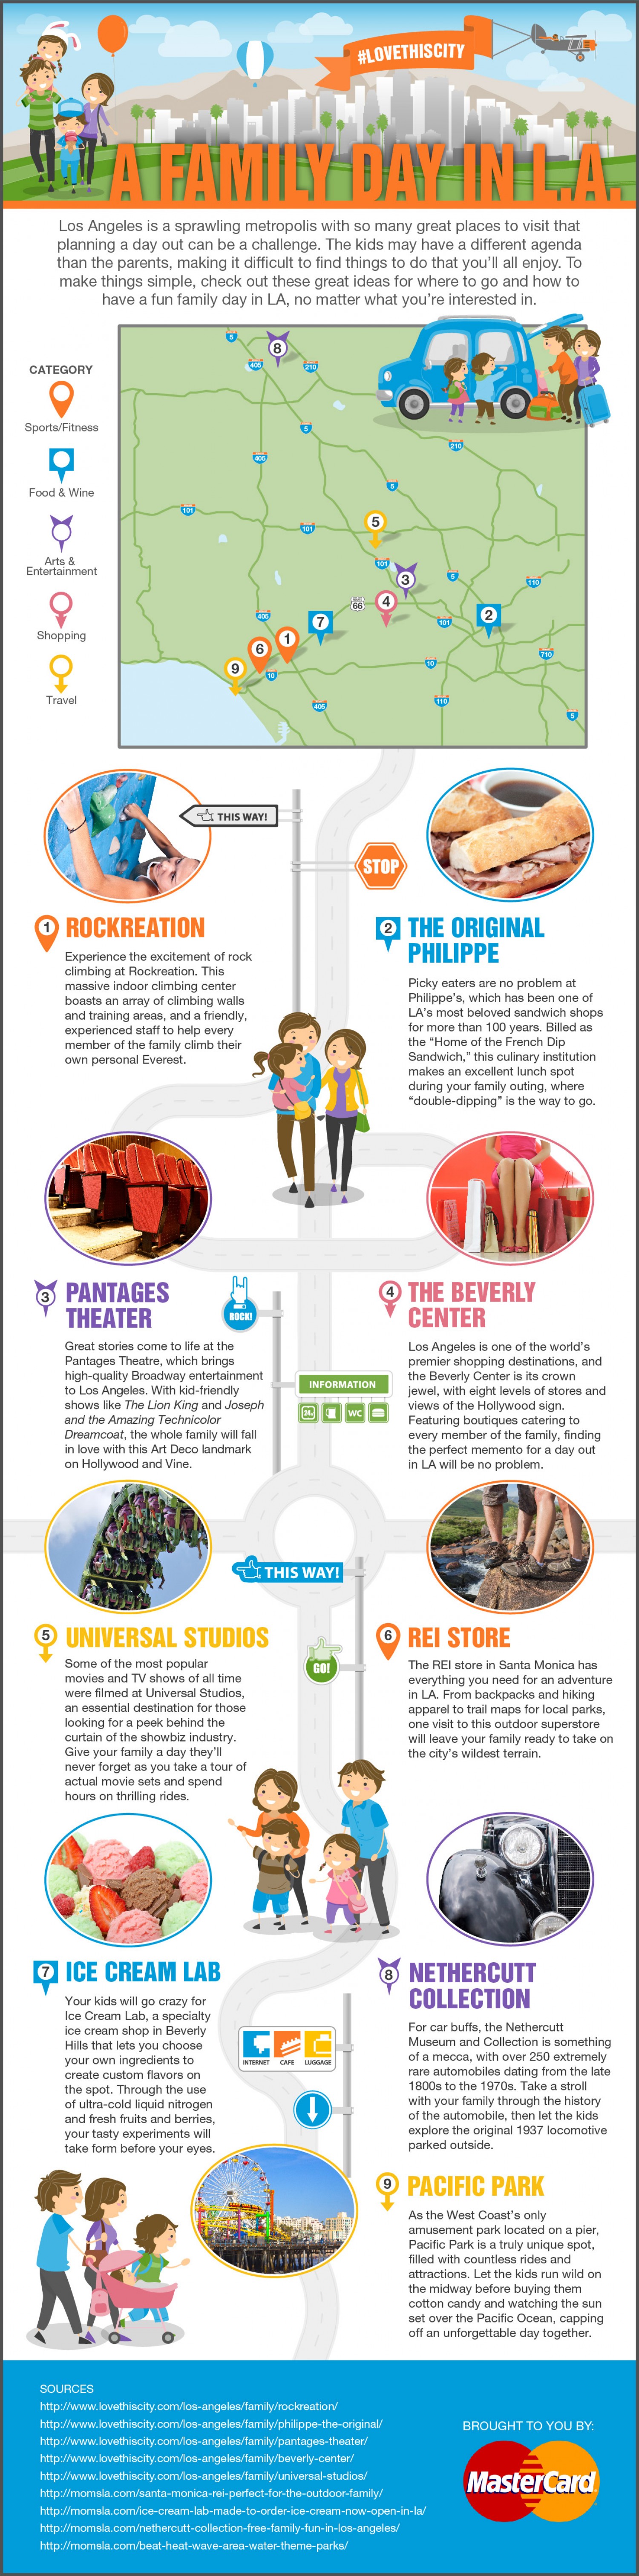 #LOVETHISCITY
A FAMILY DAY IN L.A.
Los Angeles is a sprawling metropolis with so many great places to visit that
planning a day out can be a challenge. The kids may have a different agenda
than the parents, making it difficult to find things to do that you'll all enjoy. To
make things simple, check out these great ideas for where to go and how to
have a fun family day in LA, no matter what you're interested in.
CATEGORY
Sports/Fitness
Food & Wine
Arts &
Entertainment
Shopping
Travel
5
8
405
210
5
210
405
5
101
101
5
101
3
5
110
66
4
405
7
2
101
1
6
9
10
10
710
405
110
5
THIS WAY!
STOP
1 ROCKREATION
Experience the excitement of rock
climbing at Rockreation. This
massive indoor climbing center
boasts an array of climbing walls
and training areas, and a friendly,
experienced staff to help every
member of the family climb their
own personal Everest.
2 THE ORIGINAL
PHILIPPE
Picky eaters are no problem at
Philippe's, which has been one of
LA's most beloved sandwich shops
for more than 100 years. Billed as
the “Home of the French Dip
Sandwich,” this culinary institution
makes an excellent lunch spot
during your family outing, where
“double-dipping” is the way to go.
3 PANTAGES
THEATER
Great stories come to life at the
Pantages Theatre, which brings
high-quality Broadway entertainment
to Los Angeles. With kid-friendly
shows like The Lion King and Joseph
and the Amazing Technicolor
Dreamcoat, the whole family will fall
in love with this Art Deco landmark
on Hollywood and Vine.
ROCK!
INFORMATION
24
WC
4 THE BEVERLY
CENTER
Los Angeles is one of the world's
premier shopping destinations, and
the Beverly Center is its crown
jewel, with eight levels of stores and
views of the Hollywood sign.
Featuring boutiques catering to
every member of the family, finding
the perfect memento for a day out
in LA will be no problem.
THIS WAY!
GO!
5 UNIVERSAL STUDIOS
Some of the most popular
movies and TV shows of all time
were filmed at Universal Studios,
an essential destination for those
looking for a peek behind the
curtain of the showbiz industry.
Give your family a day they'll
never forget as you take a tour of
actual movie sets and spend
hours on thrilling rides.
6 REI STORE
The REI store in Santa Monica has
everything you need for an adventure
in LA. From backpacks and hiking
apparel to trail maps for local parks,
one visit to this outdoor superstore
will leave your family ready to take on
the city's wildest terrain.
7 ICE CREAM LAB
Your kids will go crazy for
Ice Cream Lab, a specialty
ice cream shop in Beverly
Hills that lets you choose
your own ingredients to
create custom flavors on
the spot. Through the use
of ultra-cold liquid nitrogen
and fresh fruits and berries,
your tasty experiments will
take form before your eyes.
INTERNET CAFE LUGGAGE
8 NETHERCUTT
COLLECTION
For car buffs, the Nethercutt
Museum and Collection is something
of a mecca, with over 250 extremely
rare automobiles dating from the late
1800s to the 1970s. Take a stroll
with your family through the history
of the automobile, then let the kids
explore the original 1937 locomotive
parked outside.
9 PACIFIC PARK
As the West Coast's only
amusement park located on a pier,
Pacific Park is a truly unique spot,
filled with countless rides and
attractions. Let the kids run wild on
the midway before buying them
cotton candy and watching the sun
set over the Pacific Ocean, capping
off an unforgettable day together.
SOURCES
http://www.lovethiscity.com/los-angeles/family/rockreation/
http://www.lovethiscity.com/los-angeles/family/philippe-the-original/
http://www.lovethiscity.com/los-angeles/family/pantages-theater/
http://www.lovethiscity.com/los-angeles/family/beverly-center/
http://www.lovethiscity.com/los-angeles/family/universal-studios/
http://momsla.com/santa-monica-rei-perfect-for-the-outdoor-family/
http://momsla.com/ice-cream-lab-made-to-order-ice-cream-now-open-in-la/
http://momsla.com/nethercutt-collection-free-family-fun-in-los-angeles/
http://momsla.com/beat-heat-wave-area-water-theme-parks/
BROUGHT TO YOU BY:
MasterCard